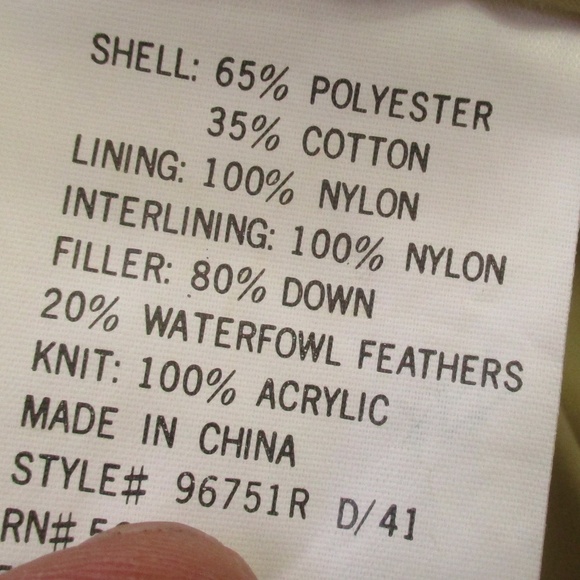 SHELL: 65% POLYESTER
35% COTTON
LINING: 100% NYLON
INTERLINING: 100% NYLON
FILLER: 80% DOWN
20% WATERFOWL FEATHERS
KNIT: 100% ACRYLIC
MADE IN CHINA
STYLE# 96751R D/41
RN#